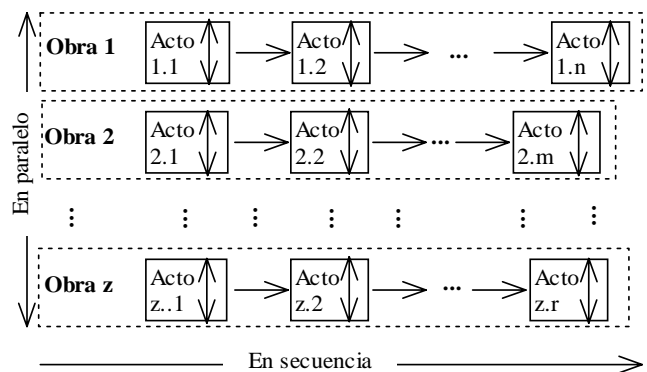 Obra 1
Acto
1.1
Acto
1.2
...
Acto
1.n
Obra 2
Acto
2.1
Acto
2.2
...
Acto
2.m
En paralelo
Obra z
Acto
z..1
Acto
z.2
...
Acto
z.r
En secuencia